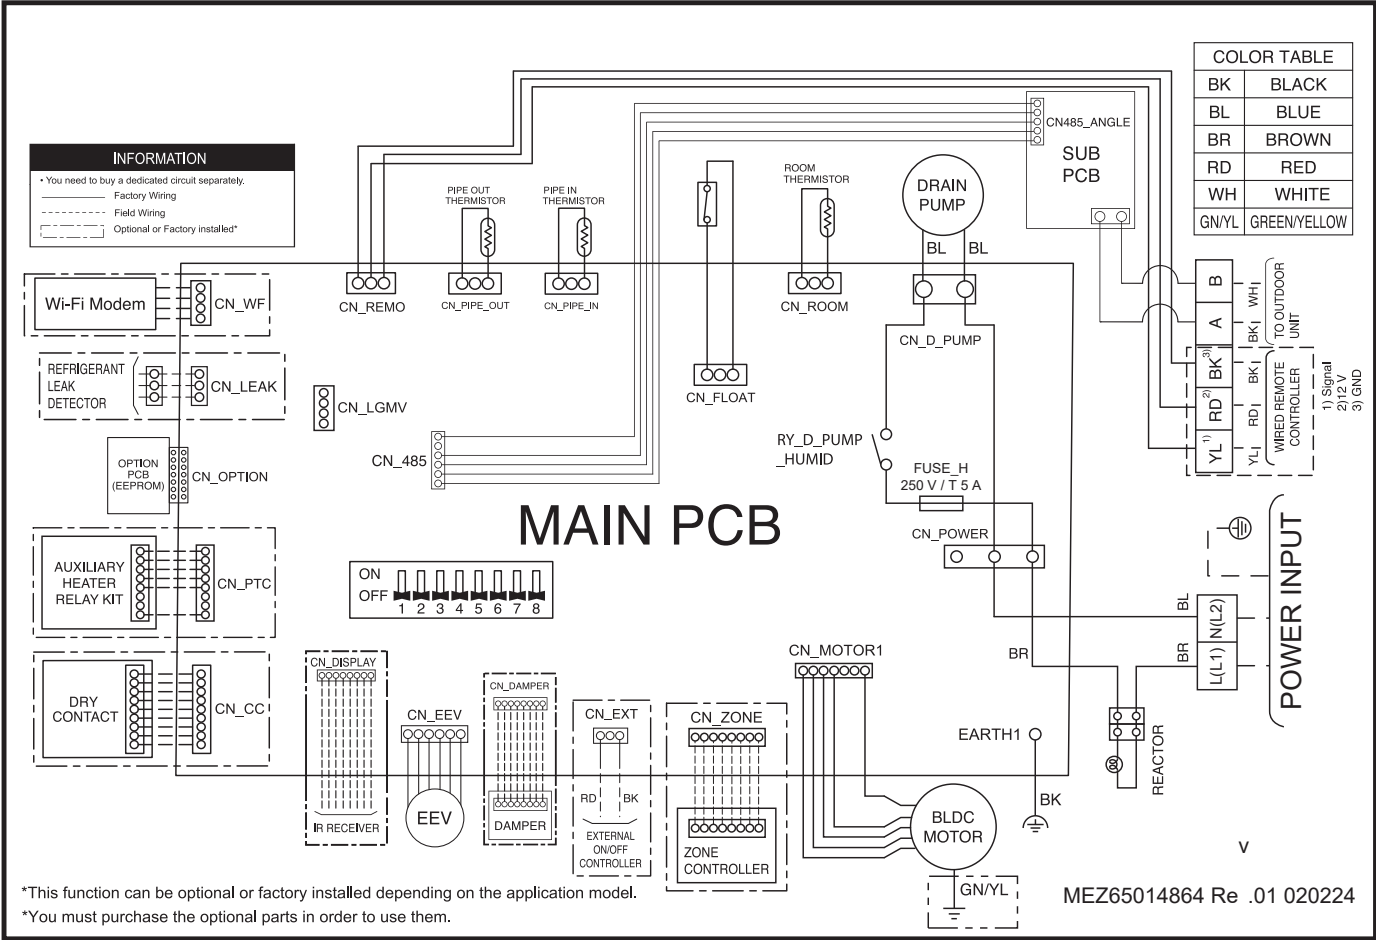 COLOR TABLE
BK BLACK
BL BLUE
BR BROWN
RD RED
WH WHITE
GN/YL GREEN/YELLOW
INFORMATION
• You need to buy a dedicated circuit separately.
Factory Wiring
Field Wiring
Optional or Factory installed*
CN485_ANGLE
SUB
PCB
PIPE OUT
THERMISTOR
PIPE IN
THERMISTOR
ROOM
THERMISTOR
DRAIN
PUMP
BL BL
Wi-Fi Modem
CN_WF
CN_REMO
CN_PIPE_OUT
CN_PIPE_IN
CN_ROOM
CN_D_PUMP
B
A
WH
BK
TO OUTDOOR
UNIT
BK 3)
RD 2)
YL 1)
BK
RD
YL
WIRED REMOTE
CONTROLLER
1) Signal
2)12 V
3) GND
REFRIGERANT
LEAK
DETECTOR
CN_LEAK
CN_LGMV
CN_FLOAT
CN_485
OPTION
PCB
(EEPROM)
CN_OPTION
RY_D_PUMP
_HUMID
FUSE_H
250 V / T 5 A
MAIN PCB
CN_POWER
AUXILIARY
HEATER
RELAY KIT
CN_PTC
ON
OFF
1 2 3 4 5 6 7 8
BL
BR
BR
N(L2)
L(L1)
POWER INPUT
DRY
CONTACT
CN_CC
CN_DISPLAY
IR RECEIVER
CN_EEV
EEV
CN_DAMPER
DAMPER
CN_EXT
RD BK
EXTERNAL
ON/OFF
CONTROLLER
CN_ZONE
ZONE
CONTROLLER
CN_MOTOR1
BLDC
MOTOR
GN/YL
EARTH1
BK
REACTOR
v
MEZ65014864 Re .01 020224
*This function can be optional or factory installed depending on the application model.
*You must purchase the optional parts in order to use them.